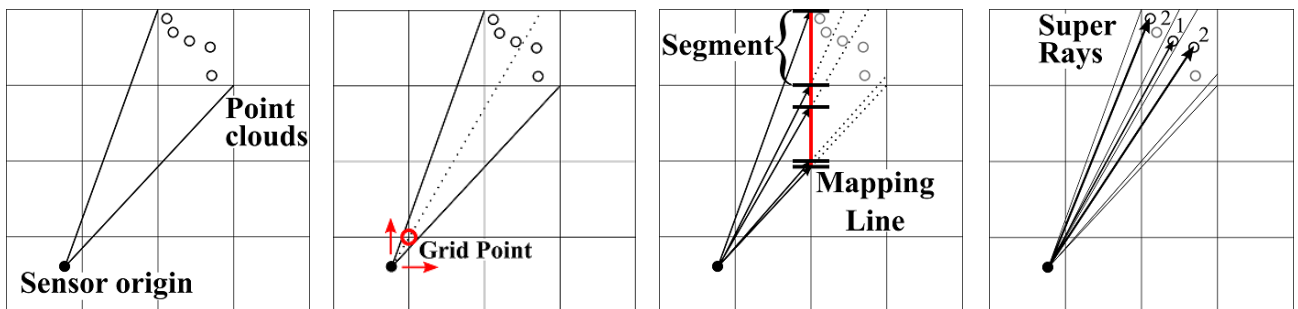 Point
clouds
Sensor origin
Grid Point
Segment
Mapping
Line
Super
Rays
2
1
2